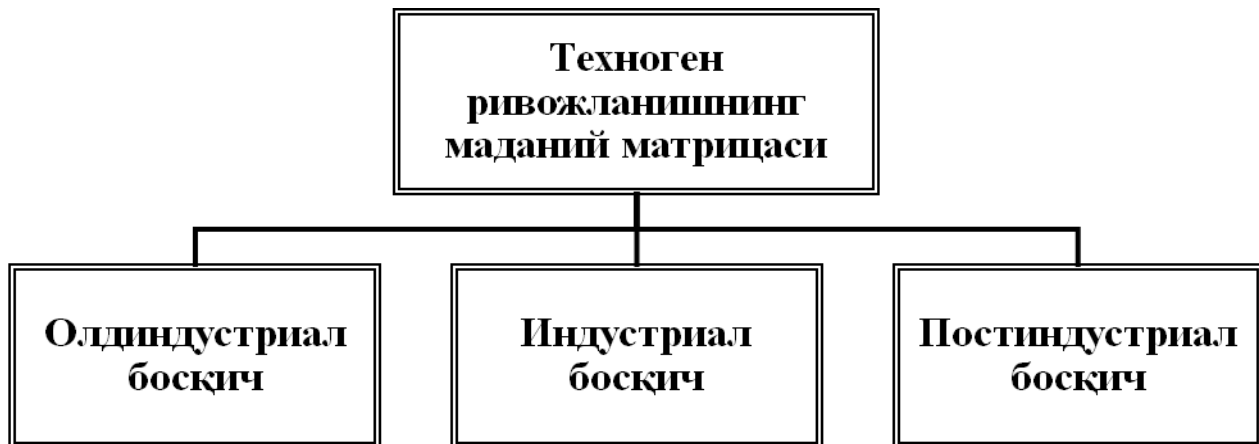 Техноген
ривожланишнинг
маданий матрицаси
Олдиндустриал
босқич
Индустриал
босқич
Постиндустриал
босқич